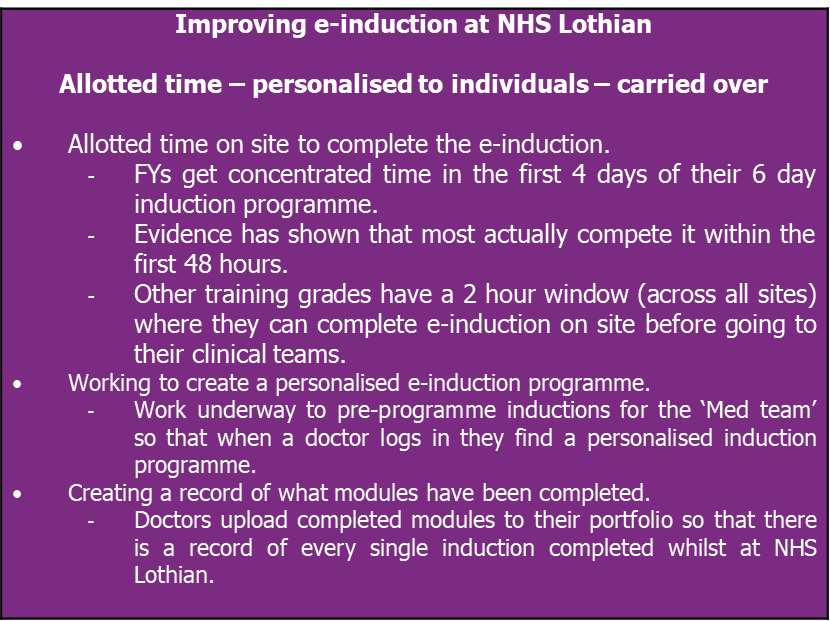 Improving e-induction at NHS Lothian
Allotted time – personalised to individuals – carried over
• Allotted time on site to complete the e-induction.
- FYs get concentrated time in the first 4 days of their 6 day
induction programme.
- Evidence has shown that most actually compete it within the
first 48 hours.
- Other training grades have a 2 hour window (across all sites)
where they can complete e-induction on site before going to
their clinical teams.
• Working to create a personalised e-induction programme.
- Work underway to pre-programme inductions for the ‘Med team’
so that when a doctor logs in they find a personalised induction
programme.
• Creating a record of what modules have been completed.
- Doctors upload completed modules to their portfolio so that there
is a record of every single induction completed whilst at NHS
Lothian.